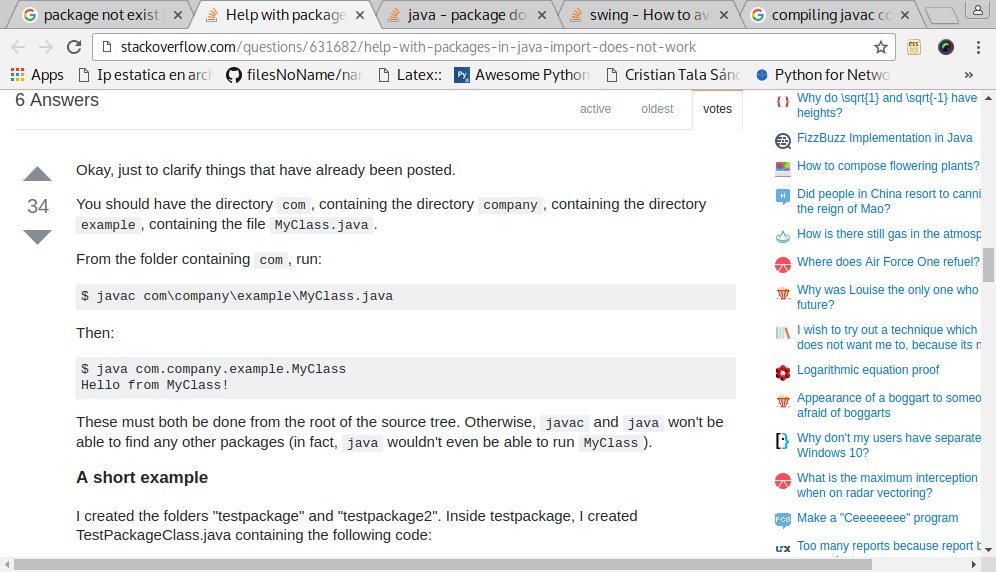 package not exist
Help with package
java - package do
swing - How to av
compiling javac co
stackoverflow.com/questions/631682/help-with-packages-in-java-import-does-not-work
Apps
Ip estatica en arch
filesNoName/nan
Latex::
Awesome Python
Cristian Tala Sánc
Python for Netwo
»
6 Answers
active
oldest
votes
34
Okay, just to clarify things that have already been posted.
You should have the directory com, containing the directory company, containing the directory
example, containing the file MyClass.java.
From the folder containing com, run:
$ javac com\company\example\MyClass.java
Then:
$ java com.company.example.MyClass
Hello from MyClass!
These must both be done from the root of the source tree. Otherwise, javac and java won't be
able to find any other packages (in fact, java wouldn't even be able to run MyClass).
A short example
I created the folders "testpackage" and "testpackage2". Inside testpackage, I created
TestPackageClass.java containing the following code:
Why do \sqrt{1} and \sqrt{-1} have
heights?
FizzBuzz Implementation in Java
How to compose flowering plants?
Did people in China resort to canni
the reign of Mao?
How is there still gas in the atmosp
Where does Air Force One refuel?
Why was Louise the only one who
future?
I wish to try out a technique which
does not want me to, because its n
Logarithmic equation proof
Appearance of a boggart to someo
afraid of boggarts
Why don't my users have separate
Windows 10?
What is the maximum interception
when on radar vectoring?
PCG
Make a "Ceeeeeeee" program
UX
Too many reports because report b